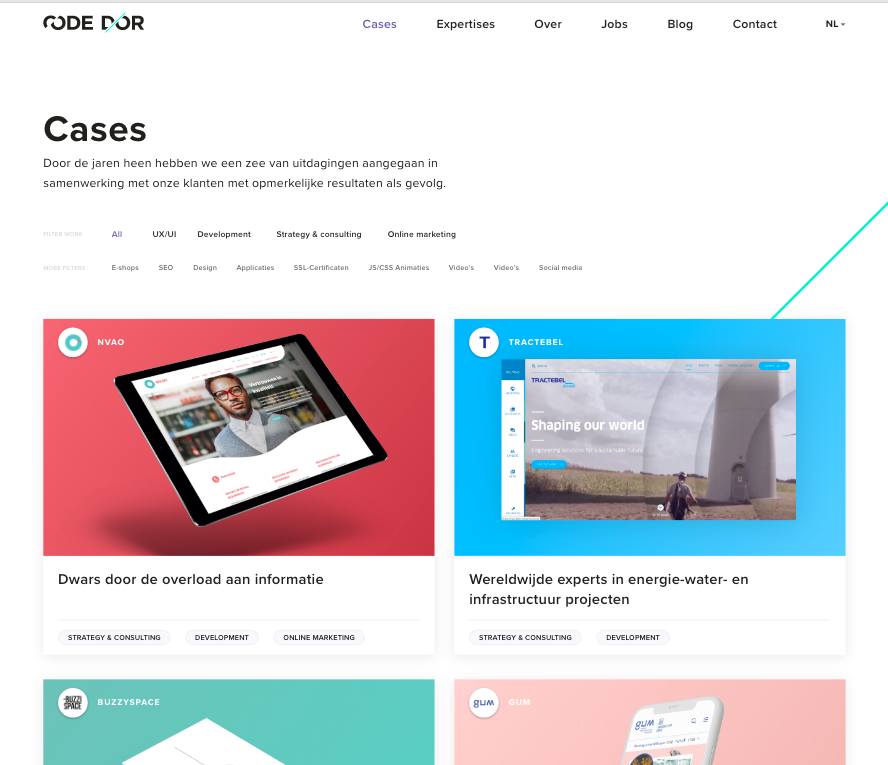 CODE D'OR
Cases
Expertises
Over
Jobs
Blog
Contact
NL
Cases
Door de jaren heen hebben we een zee van uitdagingen aangegaan in
samenwerking met onze klanten met opmerkelijke resultaten als gevolg.
FILTER WORK
All
UX/UI
Development
Strategy & consulting
Online marketing
MORE FILTERS
E-shops
SEO
Design
Applicaties
SSL-Certificaten
JS/CSS Animaties
Video's
Video's
Social media
NVAO
NVAO
Dwars door de overload aan informatie
STRATEGY & CONSULTING
DEVELOPMENT
ONLINE MARKETING
T
TRACTEBEL
TRACTEBEL
Shaping our world
Engineering solutions for a sustainable future
Wereldwijde experts in energie-water- en
infrastructuur projecten
STRATEGY & CONSULTING
DEVELOPMENT
BUZZI
SPACE
BUZZYSPACE
gum
GUM
gum